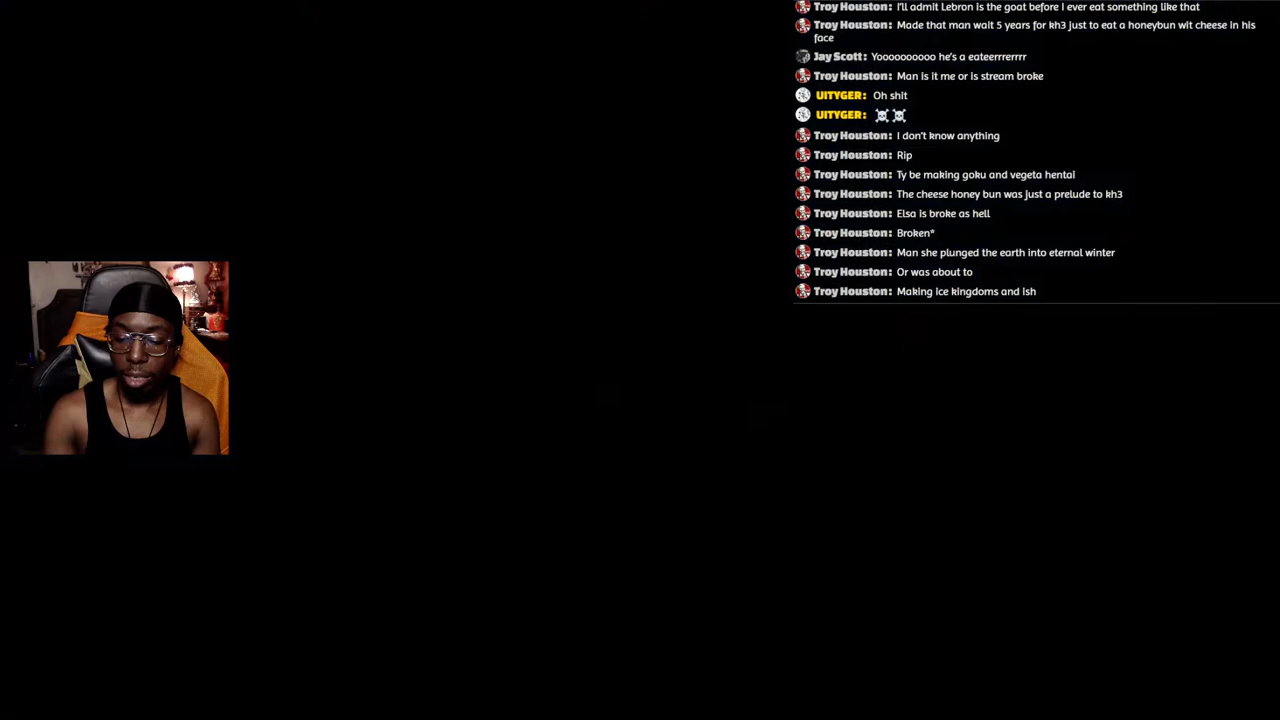 Troy Houston: I'll admit Lebron is the goat before I ever eat something like that
Troy Houston: Made that man wait 5 years for kh3 just to eat a honeybun wit cheese in his
face
Jay Scott: Yoooooooooo he's a eateerrrerrrr
Troy Houston: Man is it me or is stream broke
UITYGER: Oh shit
UITYGER: ☠️☠️
Troy Houston: I don't know anything
Troy Houston: Rip
Troy Houston: Ty be making goku and vegeta hentai
Troy Houston: The cheese honey bun was just a prelude to kh3
Troy Houston: Elsa is broke as hell
Troy Houston: Broken*
Troy Houston: Man she plunged the earth into eternal winter
Troy Houston: Or was about to
Troy Houston: Making ice kingdoms and ish